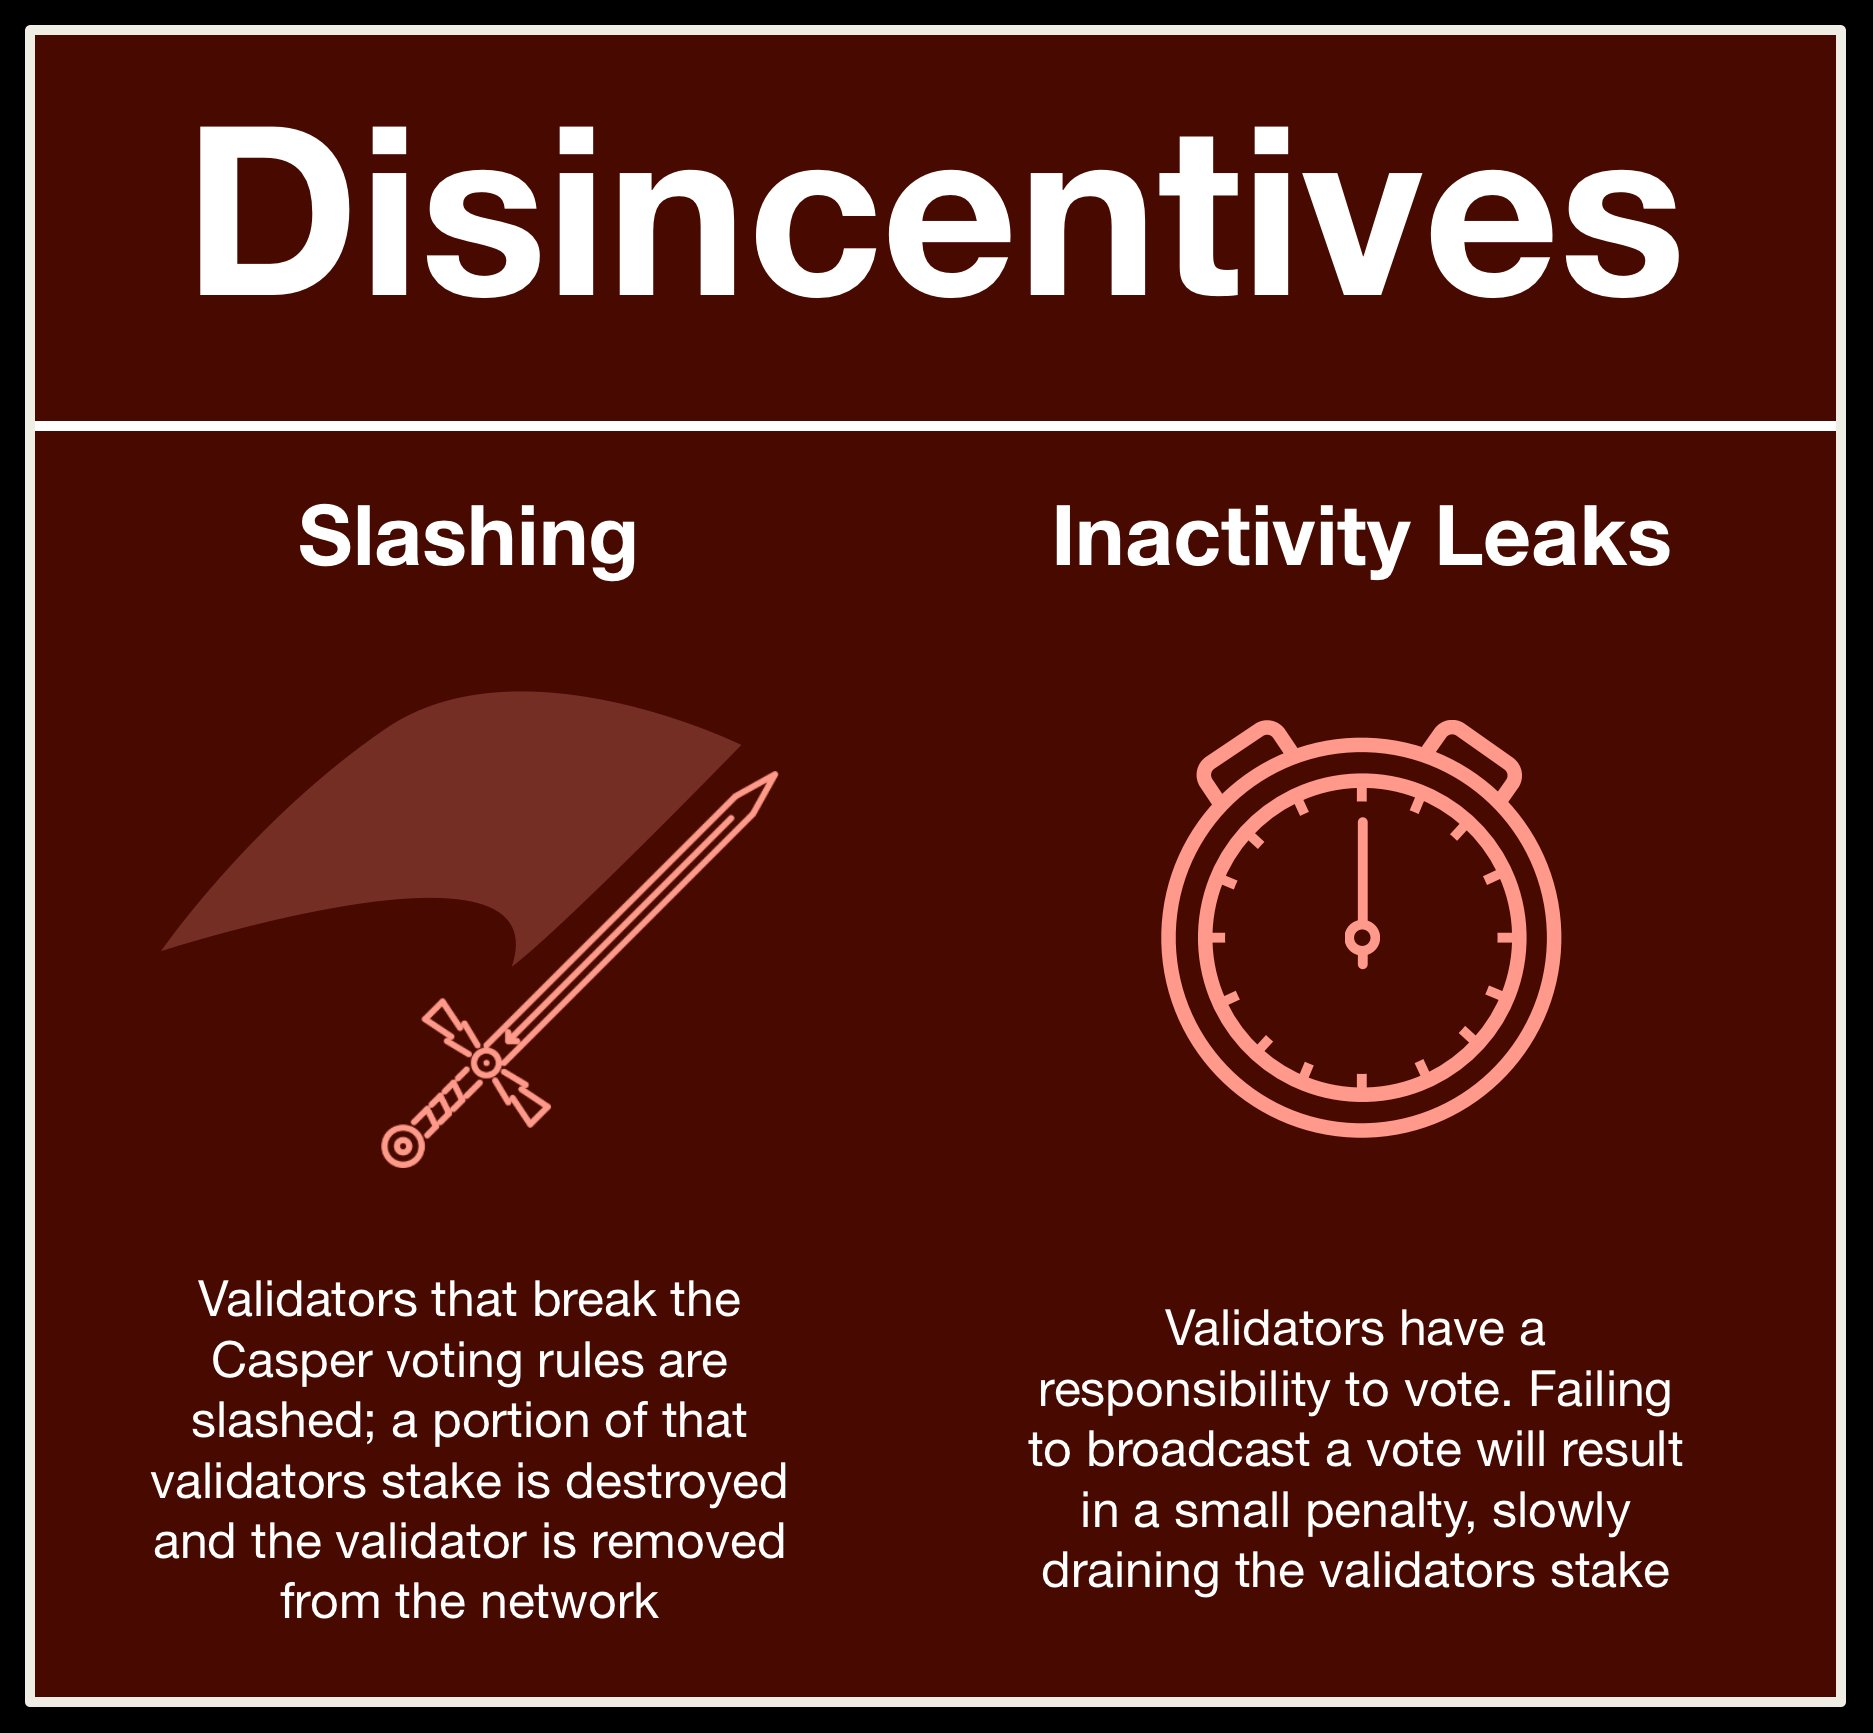 Disincentives
Slashing
Validators that break the
Casper voting rules are
slashed; a portion of that
validators stake is destroyed
and the validator is removed
from the network
Inactivity Leaks
Validators have a
responsibility to vote. Failing
to broadcast a vote will result
in a small penalty, slowly
draining the validators stake